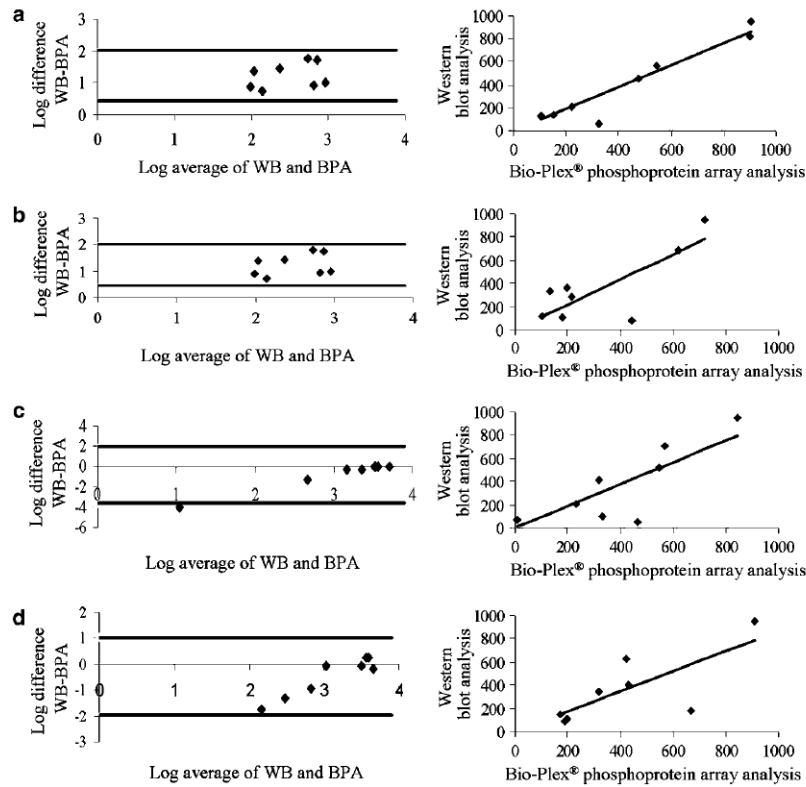 a
Log difference
WB-BPA
3
2
1
0
0 1 2 3 4
Log average of WB and BPA
Western
blot analysis
1000
800
600
400
200
0
0 200 400 600 800 1000
Bio-Plex® phosphoprotein array analysis
b
Log difference
WB-BPA
3
2
1
0
0 1 2 3 4
Log average of WB and BPA
Western
blot analysis
1000
800
600
400
200
0
0 200 400 600 800 1000
Bio-Plex® phosphoprotein array analysis
c
Log difference
WB-BPA
4
2
0
-2
-4
-6
0 1 2 3 4
Log average of WB and BPA
Western
blot analysis
1000
800
600
400
200
0
0 200 400 600 800 1000
Bio-Plex® phosphoprotein array analysis
d
Log difference
WB-BPA
2
1
0
-1
-2
-3
0 1 2 3 4
Log average of WB and BPA
Western
blot analysis
1000
800
600
400
200
0
0 200 400 600 800 1000
Bio-Plex® phosphoprotein array analysis